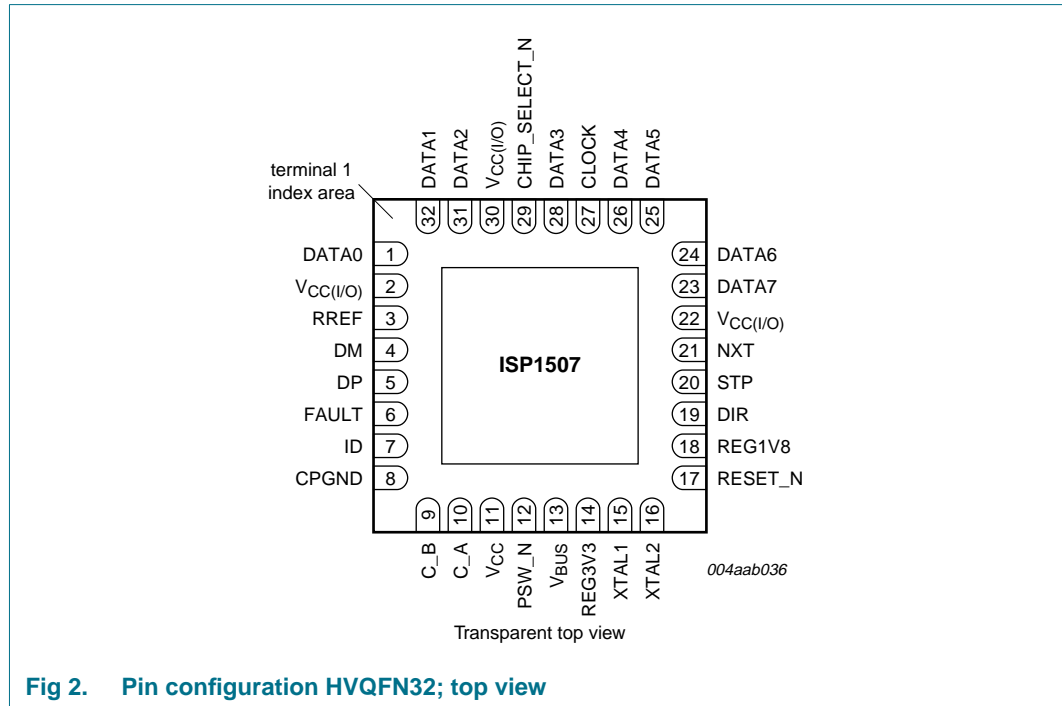 DATA1
DATA2
VCC(I/O)
CHIP_SELECT_N
DATA3
CLOCK
DATA4
DATA5
terminal 1
index area
32
31
30
29
28
27
26
25
DATA0 1
VCC(I/O) 2
RREF 3
DM 4
DP 5
FAULT 6
ID 7
CPGND 8
ISP1507
24 DATA6
23 DATA7
22 VCC(I/O)
21 NXT
20 STP
19 DIR
18 REG1V8
17 RESET_N
9
10
11
12
13
14
15
16
C_B
C_A
VCC
PSW_N
VBUS
REG3V3
XTAL1
XTAL2
004aab036
Transparent top view
Fig 2. Pin configuration HVQFN32; top view